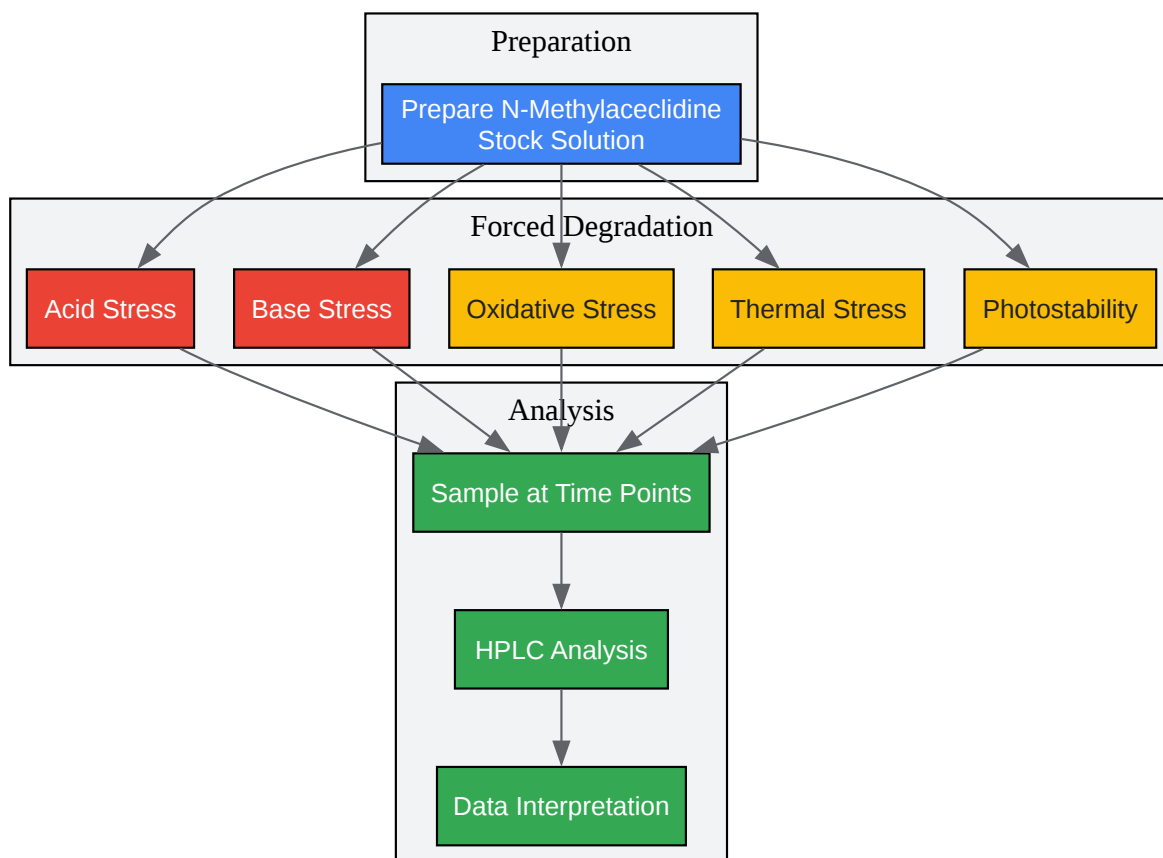 Preparation
Prepare N-Methylaceclidine
Stock Solution
Forced Degradation
Acid Stress
Base Stress
Oxidative Stress
Thermal Stress
Photostability
Analysis
Sample at Time Points
HPLC Analysis
Data Interpretation